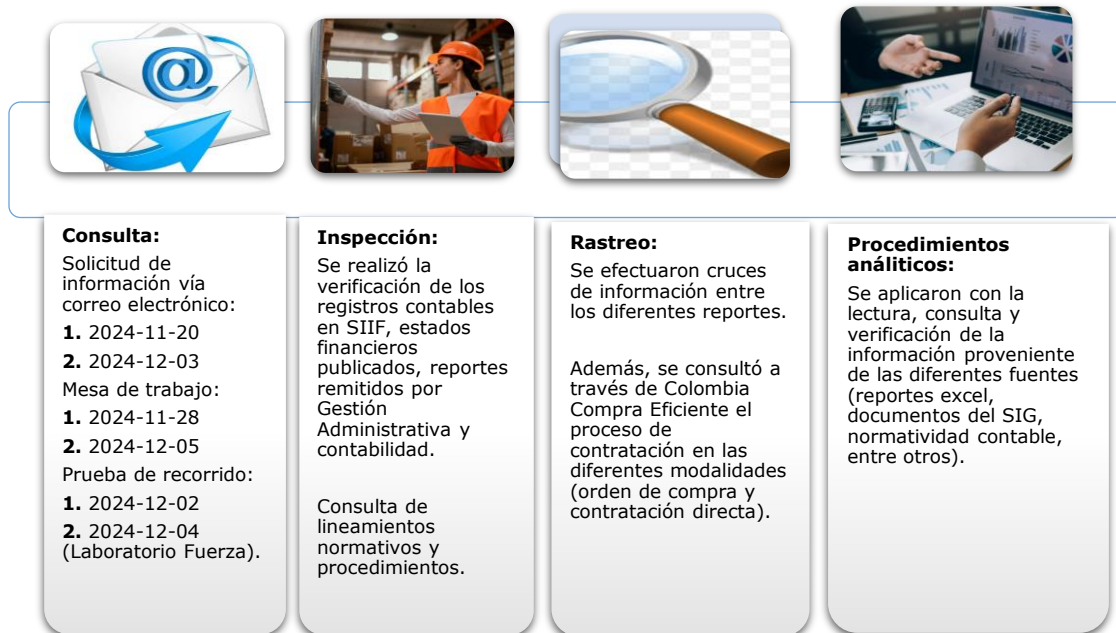 Consulta:
Solicitud de
información vía
correo electrónico:
1. 2024-11-20
2. 2024-12-03
Mesa de trabajo:
1. 2024-11-28
2. 2024-12-05
Prueba de recorrido:
1. 2024-12-02
2. 2024-12-04
(Laboratorio Fuerza).
Inspección:
Se realizó la
verificación de los
registros contables
en SIIF, estados
financieros
publicados, reportes
remitidos por
Gestión
Administrativa y
contabilidad.
Consulta de
lineamientos
normativos y
procedimientos.
Rastreo:
Se efectuaron cruces
de información entre
los diferentes reportes.
Además, se consultó a
través de Colombia
Compra Eficiente el
proceso de
contratación en las
diferentes modalidades
(orden de compra y
contratación directa).
Procedimientos
análiticos:
Se aplicaron con la
lectura, consulta y
verificación de la
información proveniente
de las diferentes fuentes
(reportes excel,
documentos del SIG,
normatividad contable,
entre otros).